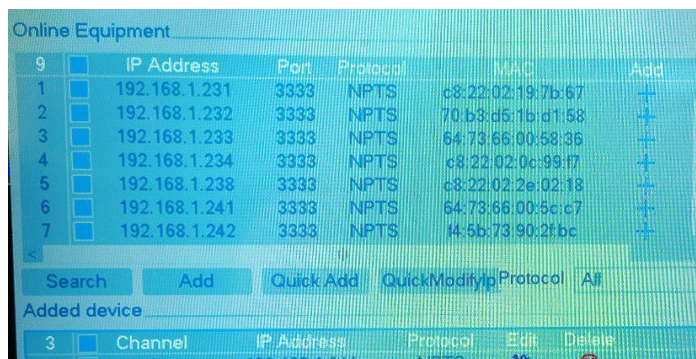 Online Equipment
9 IP Address Port Protocol MAC Add
1 192.168.1.231 3333 NPTS c8:22:02:19:7b:67
2 192.168.1.232 3333 NPTS 70:b3:d5:1b:d1:58
3 192.168.1.233 3333 NPTS 64:73:66:00:58:36
4 192.168.1.234 3333 NPTS c8:22:02:0c:99:f7
5 192.168.1.238 3333 NPTS c8:22:02:2e:02:18
6 192.168.1.241 3333 NPTS 64:73:66:00:5c:c7
7 192.168.1.242 3333 NPTS f4:5b:73:90:2f:bc
Search Add Quick Add QuickModifyIp Protocol All
Added device
3 Channel IP Address Protocol Edit Delete
NPTS